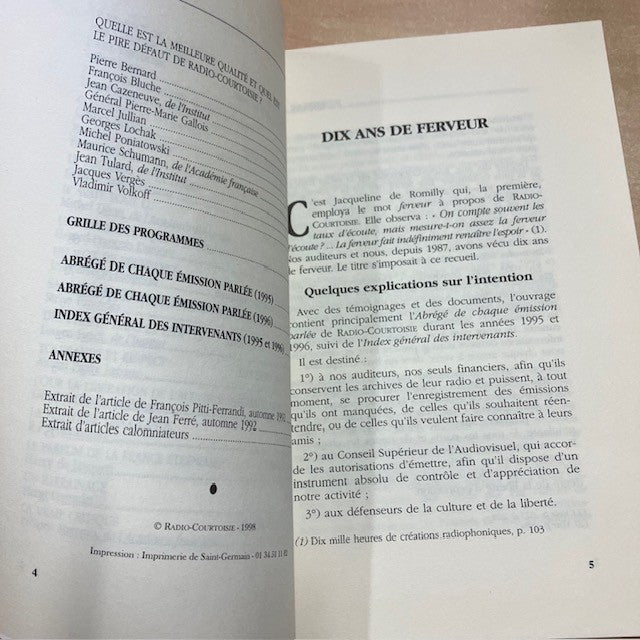 QUELLE EST LA MEILLEURE QUALITÉ ET QUEL EST
LE PIRE DÉFAUT DE RADIO-COURTOISIE ?
Pierre Bernard
François Bluche
Jean Cazeneuve, de l'Institut
Général Pierre-Marie Gallois
Marcel Jullian
Georges Lochak
Michel Poniatowski
Maurice Schumann, de l'Académie française
Jean Tulard, de l'Institut
Jacques Vergès
Vladimir Volkoff
GRILLE DES PROGRAMMES
ABRÉGÉ DE CHAQUE ÉMISSION PARLÉE (1995)
ABRÉGÉ DE CHAQUE ÉMISSION PARLÉE (1996)
INDEX GÉNÉRAL DES INTERVENANTS (1995 et 1996)
ANNEXES
Extrait de l'article de François Pitti-Ferrandi, automne 1992
Extrait de l'article de Jean Ferré, automne 1992
Extrait d'articles calomniateurs
© RADIO-COURTOISIE - 1998
Impression : Imprimerie de Saint-Germain - 01 34 51 11 02
4
DIX ANS DE FERVEUR
C'est Jacqueline de Romilly qui, la première,
employa le mot ferveur à propos de RADIO-
COURTOISIE. Elle observa : « On compte souvent les
taux d'écoute, mais mesure-t-on assez la ferveur
d'écoute ?... La ferveur fait indéfiniment renaître l'espoir » (1).
Nos auditeurs et nous, depuis 1987, avons vécu dix ans
de ferveur. Le titre s'imposait à ce recueil.
Quelques explications sur l'intention
Avec des témoignages et des documents, l'ouvrage
contient principalement l'Abrégé de chaque émission
parlée de RADIO-COURTOISIE durant les années 1995 et
1996, suivi de l'Index général des intervenants.
Il est destiné :
1°) à nos auditeurs, nos seuls financiers, afin qu'ils
conservent les archives de leur radio et puissent, à tout
moment, se procurer l'enregistrement des émissions
qu'ils ont manquées, de celles qu'ils souhaitent réen-
tendre, ou de celles qu'ils veulent faire connaître à leurs
amis ;
2°) au Conseil Supérieur de l'Audiovisuel, qui accor-
de les autorisations d'émettre, afin qu'il dispose d'un
instrument absolu de contrôle et d'appréciation de
notre activité ;
3°) aux défenseurs de la culture et de la liberté.
(1) Dix mille heures de créations radiophoniques, p. 103
5